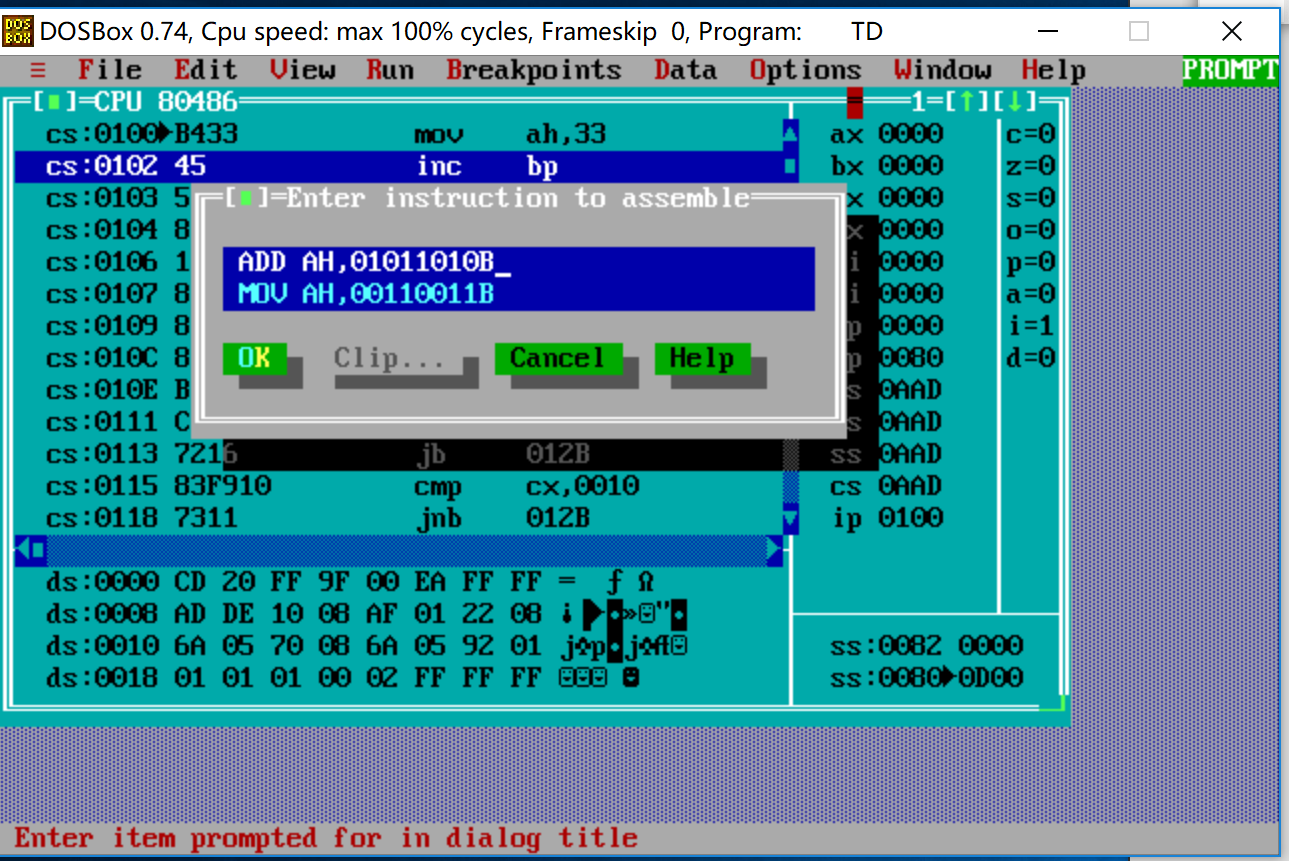 DOSBox 0.74, Cpu speed: max 100% cycles, Frameskip 0, Program: TD
≡ File Edit View Run Breakpoints Data Options Window Help PROMPT
[■]=CPU 80486 1=[↑][↓]
cs:0100►B433 mov ah,33 ax 0000 c=0
cs:0102 45 inc bp bx 0000 z=0
cs:0103 5 [■]=Enter instruction to assemble x 0000 s=0
cs:0104 8 x 0000 o=0
cs:0106 1 ADD AH,01011010B_ i 0000 p=0
cs:0107 8 MOV AH,00110011B i 0000 a=0
cs:0109 8 p 0000 i=1
cs:010C 8 OK Clip... Cancel Help p 0080 d=0
cs:010E B s 0AAD
cs:0111 C s 0AAD
cs:0113 7216 jb 012B ss 0AAD
cs:0115 83F910 cmp cx,0010 cs 0AAD
cs:0118 7311 jnb 012B ip 0100
ds:0000 CD 20 FF 9F 00 EA FF FF = ƒ Ω
ds:0008 AD DE 10 08 AF 01 22 08 ¡ ▐►◘»☺"◘
ds:0010 6A 05 70 08 6A 05 92 01 j♣p◘j♣Æ☺ ss:0082 0000
ds:0018 01 01 01 00 02 FF FF FF ☺☺☺ ☻ ss:0080►0D00
Enter item prompted for in dialog title